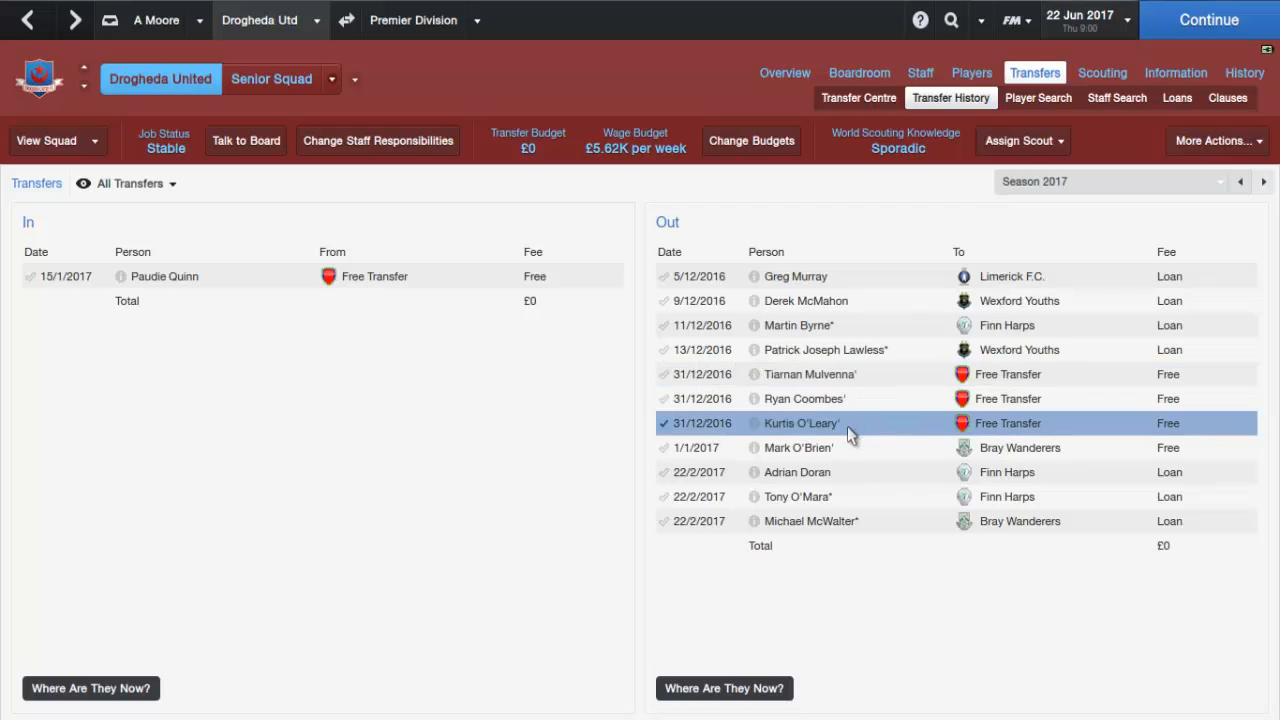 A Moore Drogheda Utd Premier Division FM 22 Jun 2017 Continue
Thu 9:00
Drogheda United Senior Squad
Overview Boardroom Staff Players Transfers Scouting Information History
Transfer Centre Transfer History Player Search Staff Search Loans Clauses
View Squad Job Status Stable Talk to Board Change Staff Responsibilities Transfer Budget £0 Wage Budget £5.62K per week Change Budgets World Scouting Knowledge Sporadic Assign Scout More Actions...
Transfers All Transfers Season 2017
In
Date Person From Fee
15/1/2017 Paudie Quinn Free Transfer Free
Total £0
Where Are They Now?
Out
Date Person To Fee
5/12/2016 Greg Murray Limerick F.C. Loan
9/12/2016 Derek McMahon Wexford Youths Loan
11/12/2016 Martin Byrne* Finn Harps Loan
13/12/2016 Patrick Joseph Lawless* Wexford Youths Loan
31/12/2016 Tiarnan Mulvenna' Free Transfer Free
31/12/2016 Ryan Coombes' Free Transfer Free
31/12/2016 Kurtis O'Leary' Free Transfer Free
1/1/2017 Mark O'Brien' Bray Wanderers Free
22/2/2017 Adrian Doran Finn Harps Loan
22/2/2017 Tony O'Mara* Finn Harps Loan
22/2/2017 Michael McWalter* Bray Wanderers Loan
Total £0
Where Are They Now?